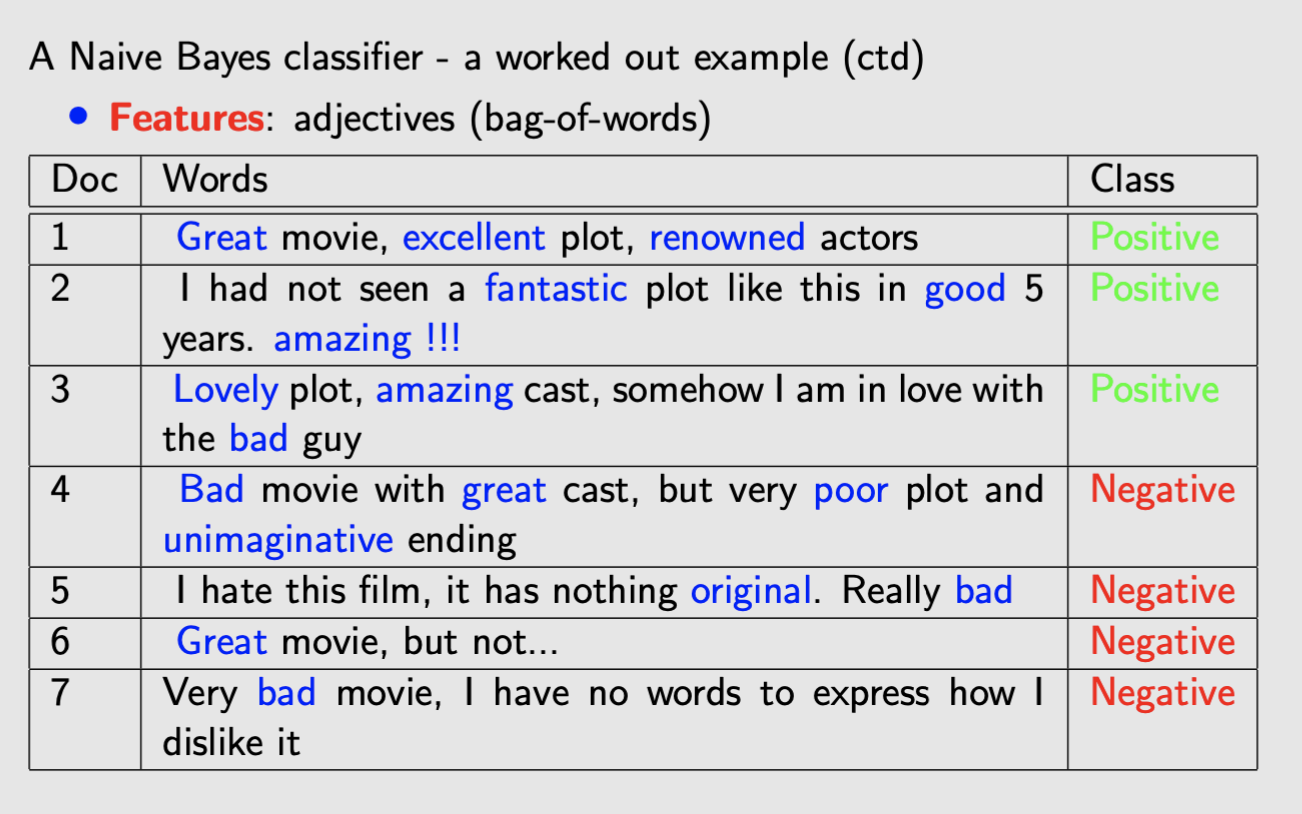 A Naive Bayes classifier - a worked out example (ctd)
• Features: adjectives (bag-of-words)
Doc Words Class
1 Great movie, excellent plot, renowned actors Positive
2 I had not seen a fantastic plot like this in good 5 Positive
years. amazing !!!
3 Lovely plot, amazing cast, somehow I am in love with Positive
the bad guy
4 Bad movie with great cast, but very poor plot and Negative
unimaginative ending
5 I hate this film, it has nothing original. Really bad Negative
6 Great movie, but not... Negative
7 Very bad movie, I have no words to express how I Negative
dislike it